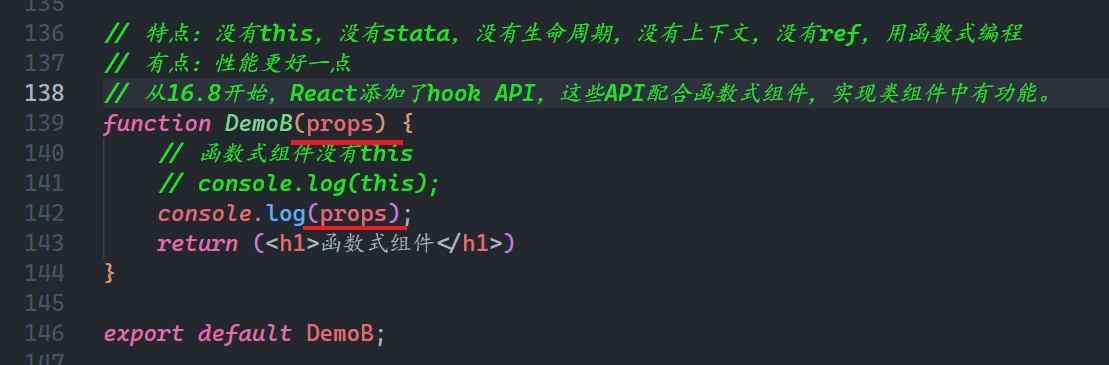 135
136 // 特点：没有this，没有stata，没有生命周期，没有上下文，没有ref，用函数式编程
137 // 有点：性能更好一点
138 // 从16.8开始，React添加了hook API，这些API配合函数式组件，实现类组件中有功能。
139 function DemoB(props) {
140 // 函数式组件没有this
141 // console.log(this);
142 console.log(props);
143 return (<h1>函数式组件</h1>)
144 }
145
146 export default DemoB;
147